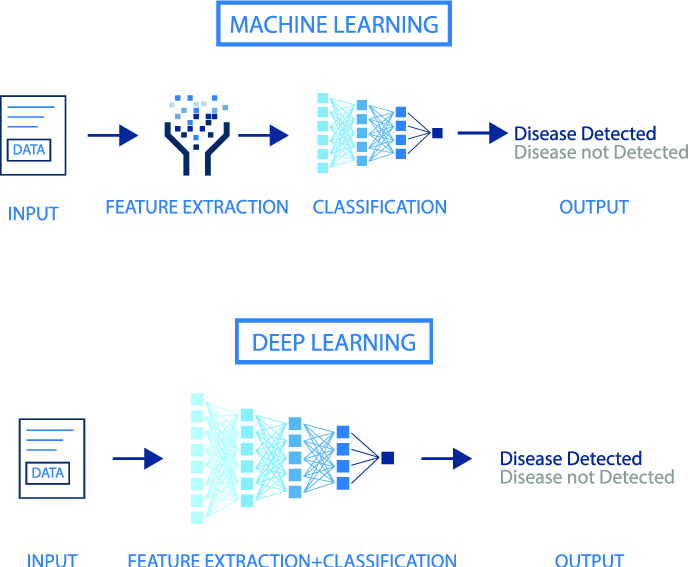 MACHINE LEARNING
DATA
Disease Detected
Disease not Detected
INPUT
FEATURE EXTRACTION
CLASSIFICATION
OUTPUT
DEEP LEARNING
DATA
Disease Detected
Disease not Detected
INPUT
FEATURE EXTRACTION+CLASSIFICATION
OUTPUT